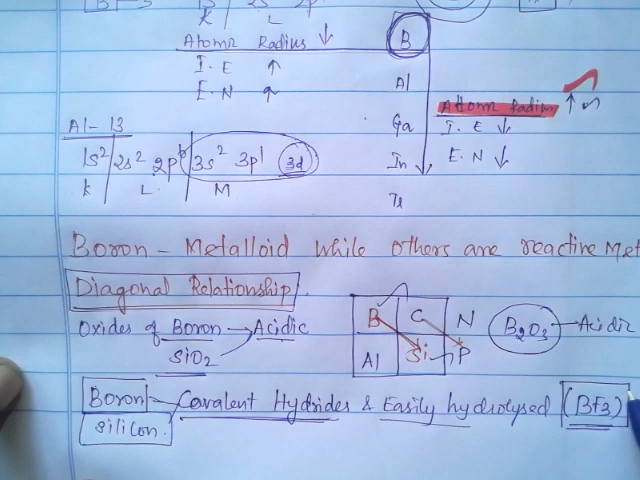 K L
Atomic Radius ↓ B
I. E ↑
E. N ↑ Al
Atomic Radius ↑
Al - 13 Ga I. E ↓
1s² 2s² 2p⁶ 3s² 3p¹ 3d In E. N ↓
K L M
Tl
Boron - Metalloid while others are reactive Met
Diagonal Relationship
Oxides of Boron → Acidic B C N B2O3 - Acidic
SiO2 Al Si P
Boron - Covalent Hydrides & Easily hydrolysed (BF3)
Silicon.